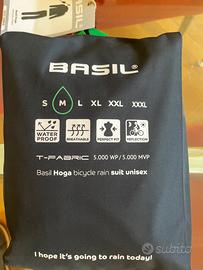 BASIL®
S M L XL XXL XXXL
WATER PROOF
BREATHABLE
PERFECT FIT
REFLECTION
T-FABRIC 5.000 WP / 5.000 MVP
Basil Hoga bicycle rain suit unisex
I hope it's going to rain today!
subito